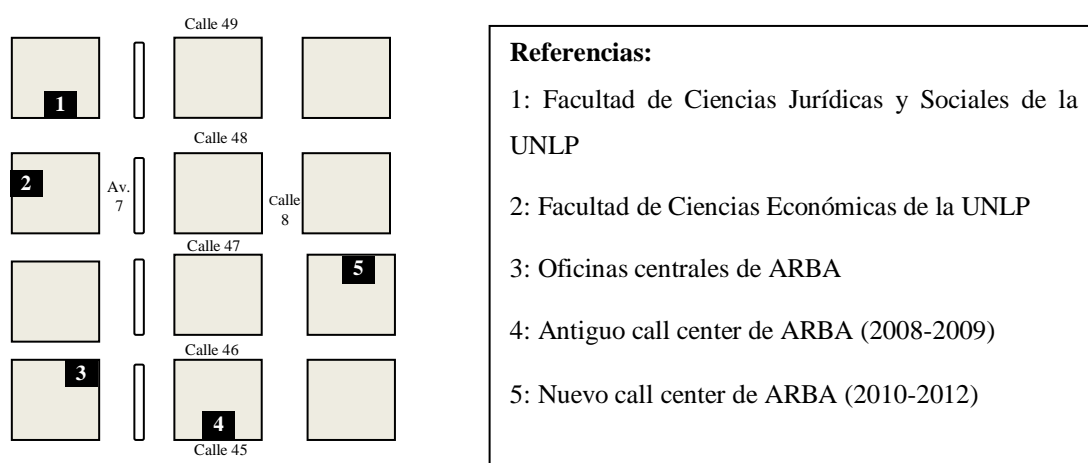 Calle 49
1
Calle 48
2
Av.
7
Calle
8
Calle 47
5
Calle 46
3
4
Calle 45
Referencias:
1: Facultad de Ciencias Jurídicas y Sociales de la
UNLP
2: Facultad de Ciencias Económicas de la UNLP
3: Oficinas centrales de ARBA
4: Antiguo call center de ARBA (2008-2009)
5: Nuevo call center de ARBA (2010-2012)